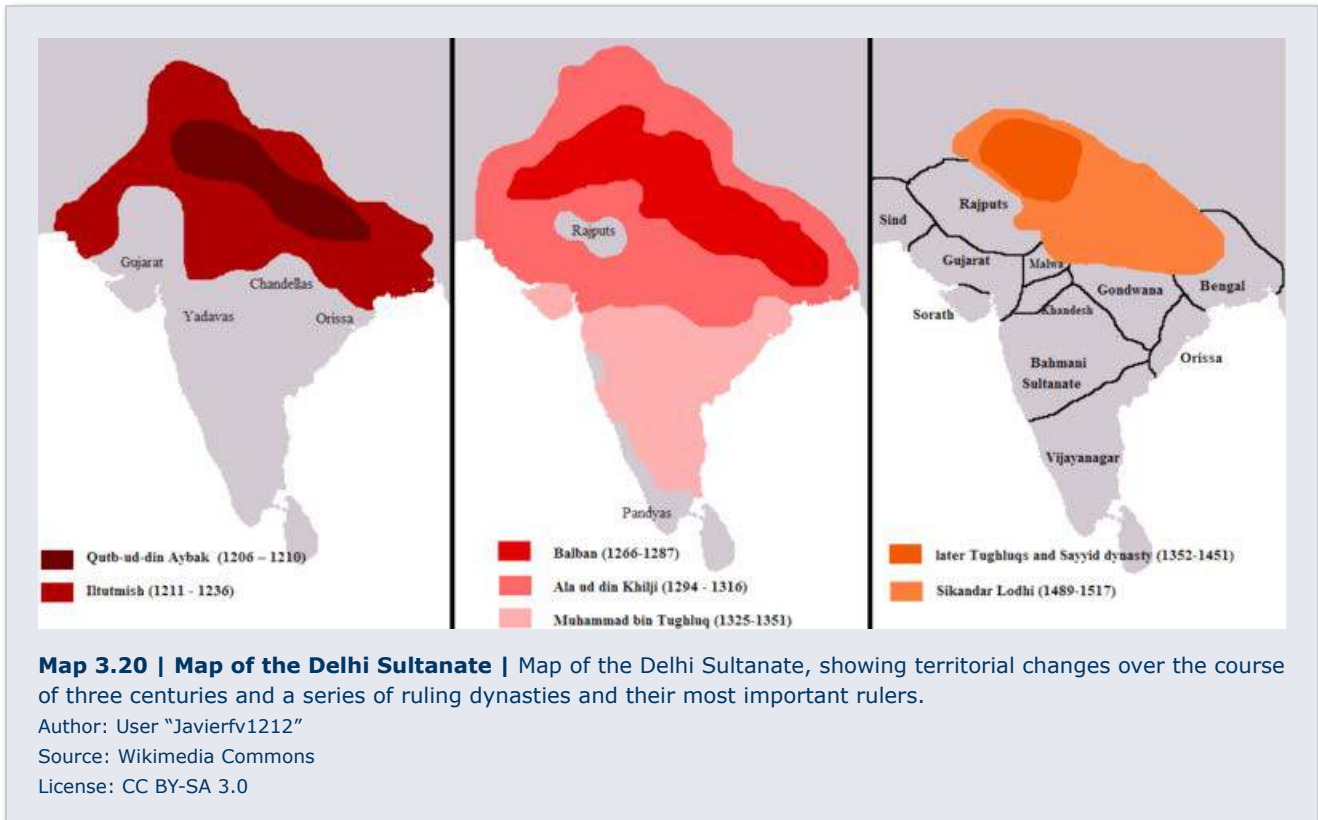 Gujarat
Chandellas
Yadavas
Orissa
Qutb-ud-din Aybak (1206 – 1210)
Iltutmish (1211 - 1236)
Rajputs
Pandyas
Balban (1266-1287)
Ala ud din Khilji (1294 - 1316)
Muhammad bin Tughluq (1325-1351)
Rajputs
Sind
Gujarat
Malwa
Gondwana
Bengal
Sorath
Khandesh
Orissa
Bahmani
Sultanate
Vijayanagar
later Tughluqs and Sayyid dynasty (1352-1451)
Sikandar Lodhi (1489-1517)
Map 3.20 | Map of the Delhi Sultanate | Map of the Delhi Sultanate, showing territorial changes over the course
of three centuries and a series of ruling dynasties and their most important rulers.
Author: User “Javierfv1212”
Source: Wikimedia Commons
License: CC BY-SA 3.0